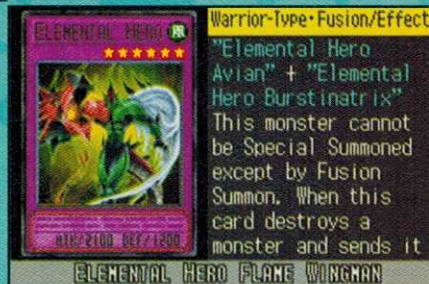 ELEMENTAL HERO
Warrior-Type•Fusion/Effect
"Elemental Hero
Avian" + "Elemental
Hero Burstinatrix"
This monster cannot
be Special Summoned
except by Fusion
Summon. When this
card destroys a
monster and sends it
ATK/2100 DEF/1200
ELEMENTAL HERO FLAME WINGMAN